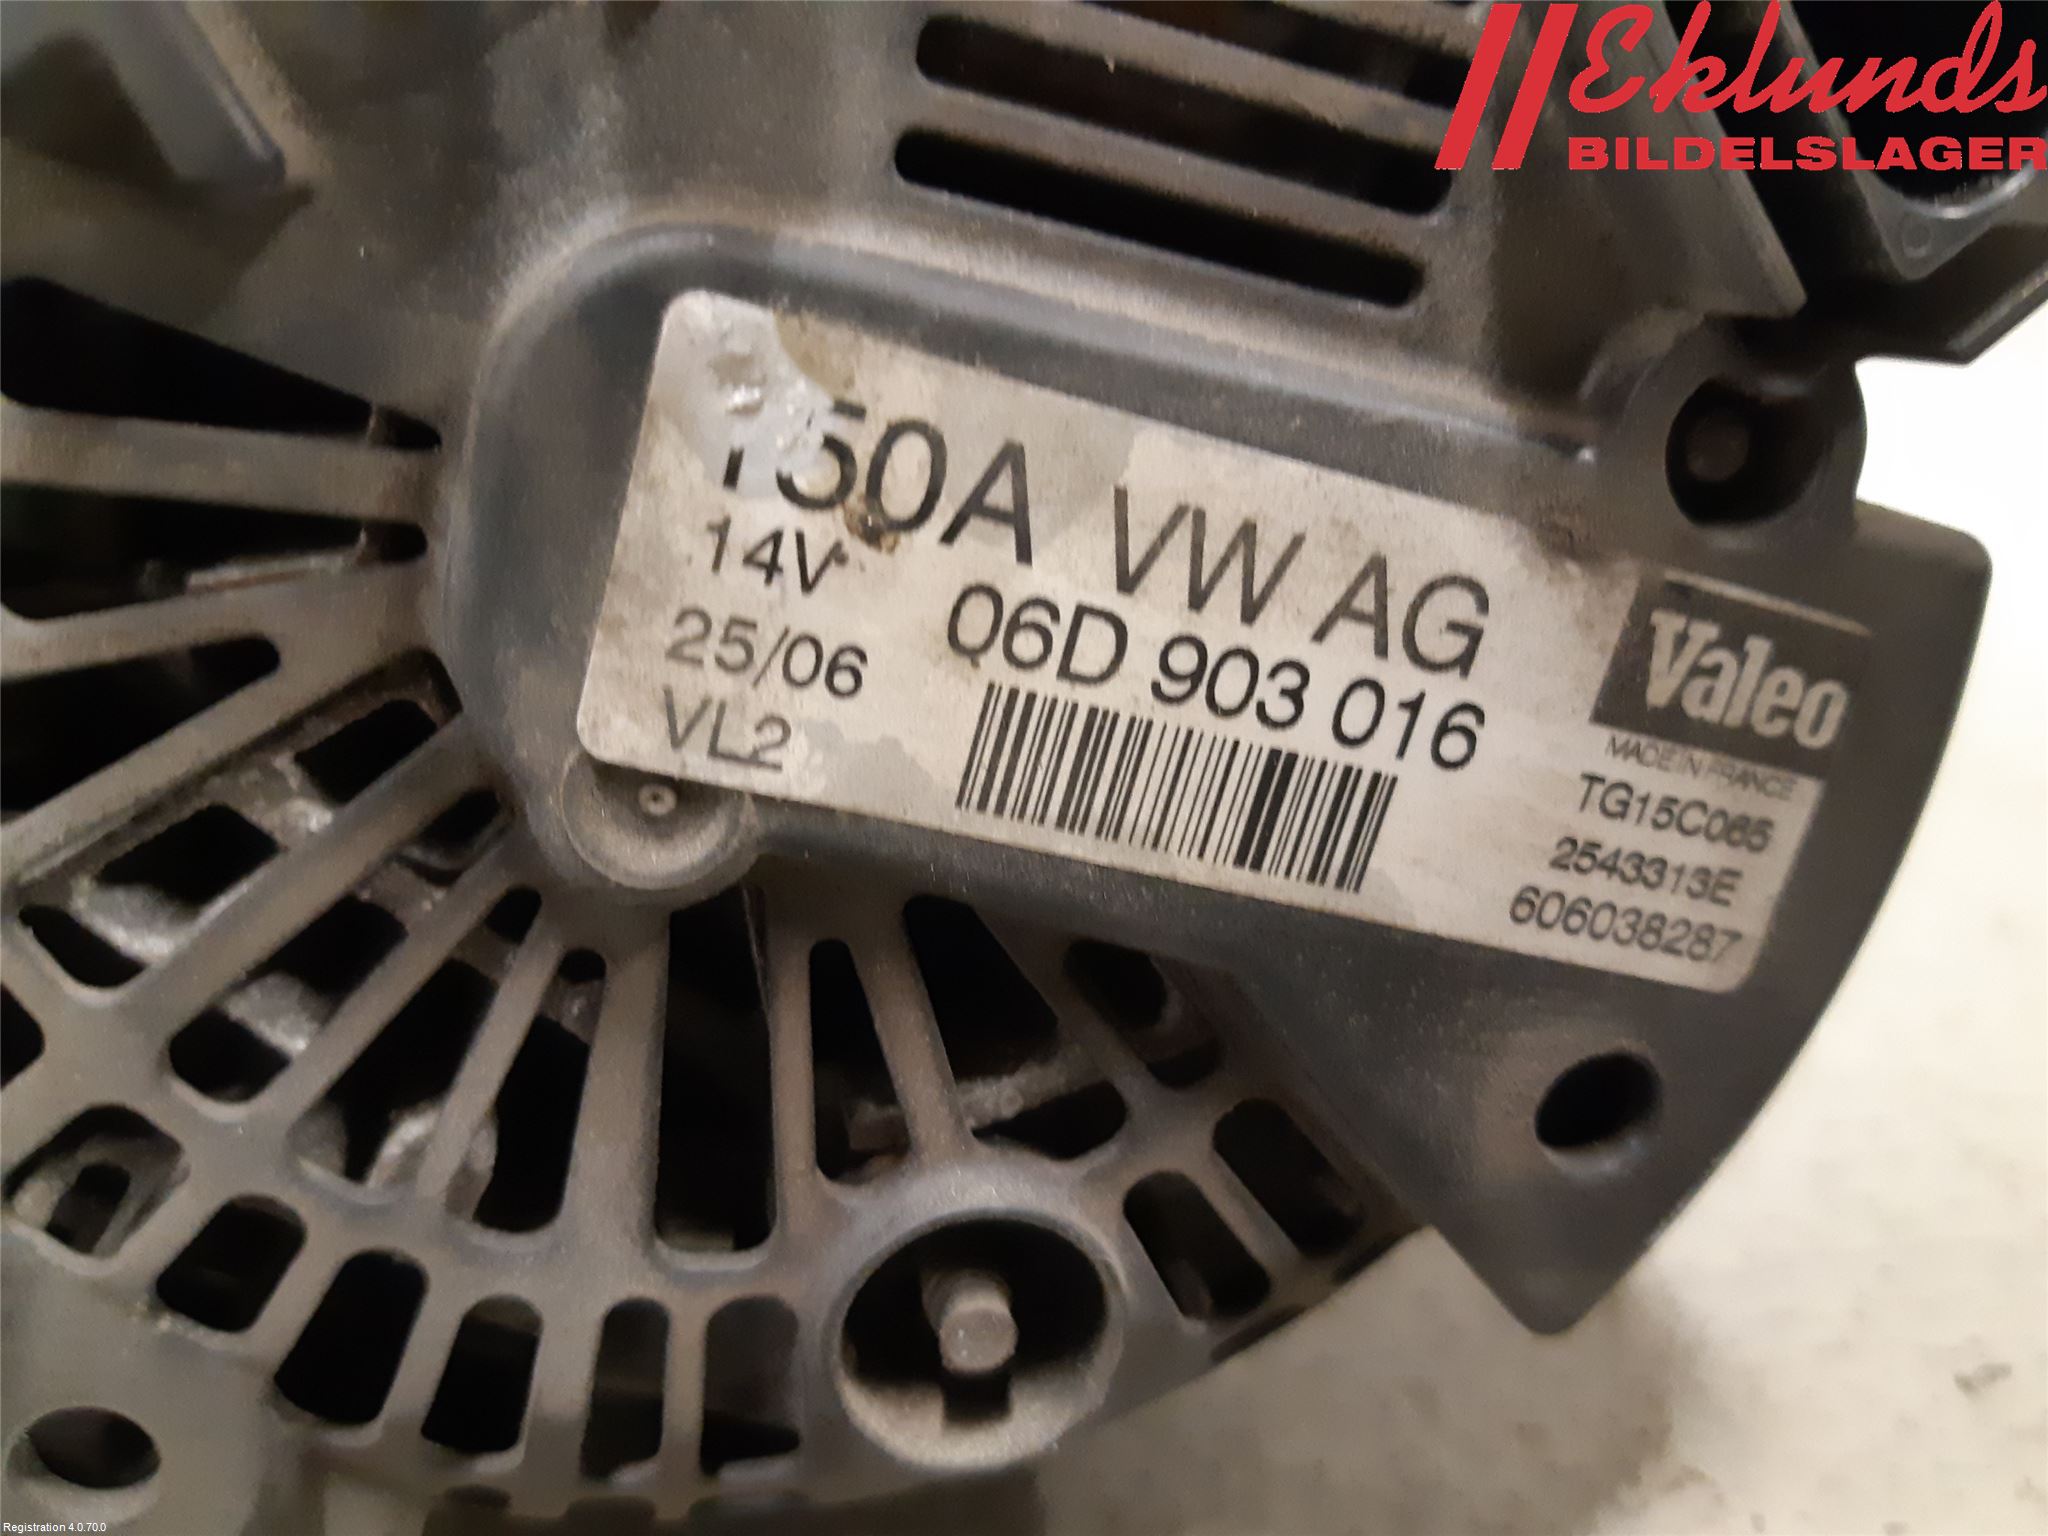 Eklunds
BILDELSLAGER
150A VW AG
14V 06D 903 016
25/06
VL2
Valeo
MADE IN FRANCE
TG15C065
2543313E
606038287
Registration 4.0.70.0